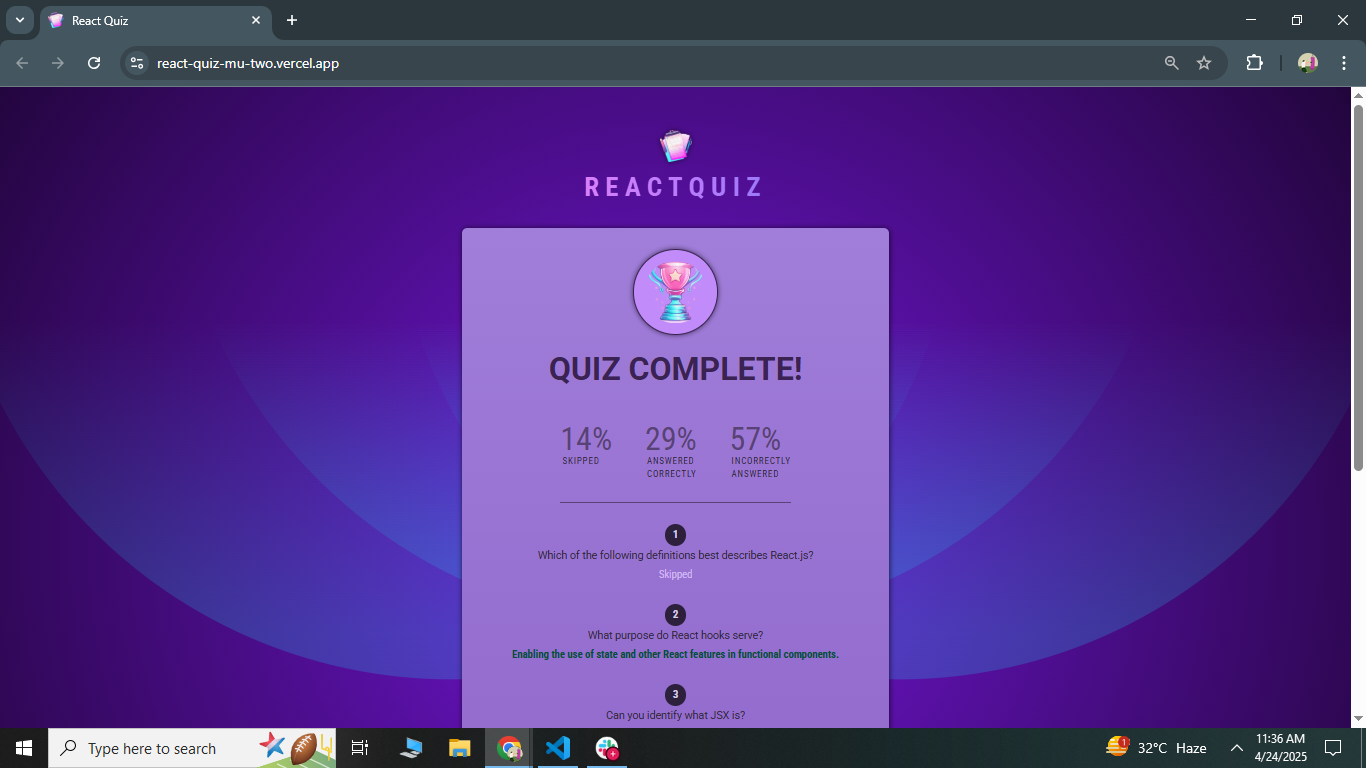 React Quiz
react-quiz-mu-two.vercel.app
REACTQUIZ
QUIZ COMPLETE!
14% 29% 57%
SKIPPED ANSWERED INCORRECTLY
CORRECTLY ANSWERED
1
Which of the following definitions best describes React.js?
Skipped
2
What purpose do React hooks serve?
Enabling the use of state and other React features in functional components.
3
Can you identify what JSX is?
Type here to search
1
32°C Haze
11:36 AM
4/24/2025